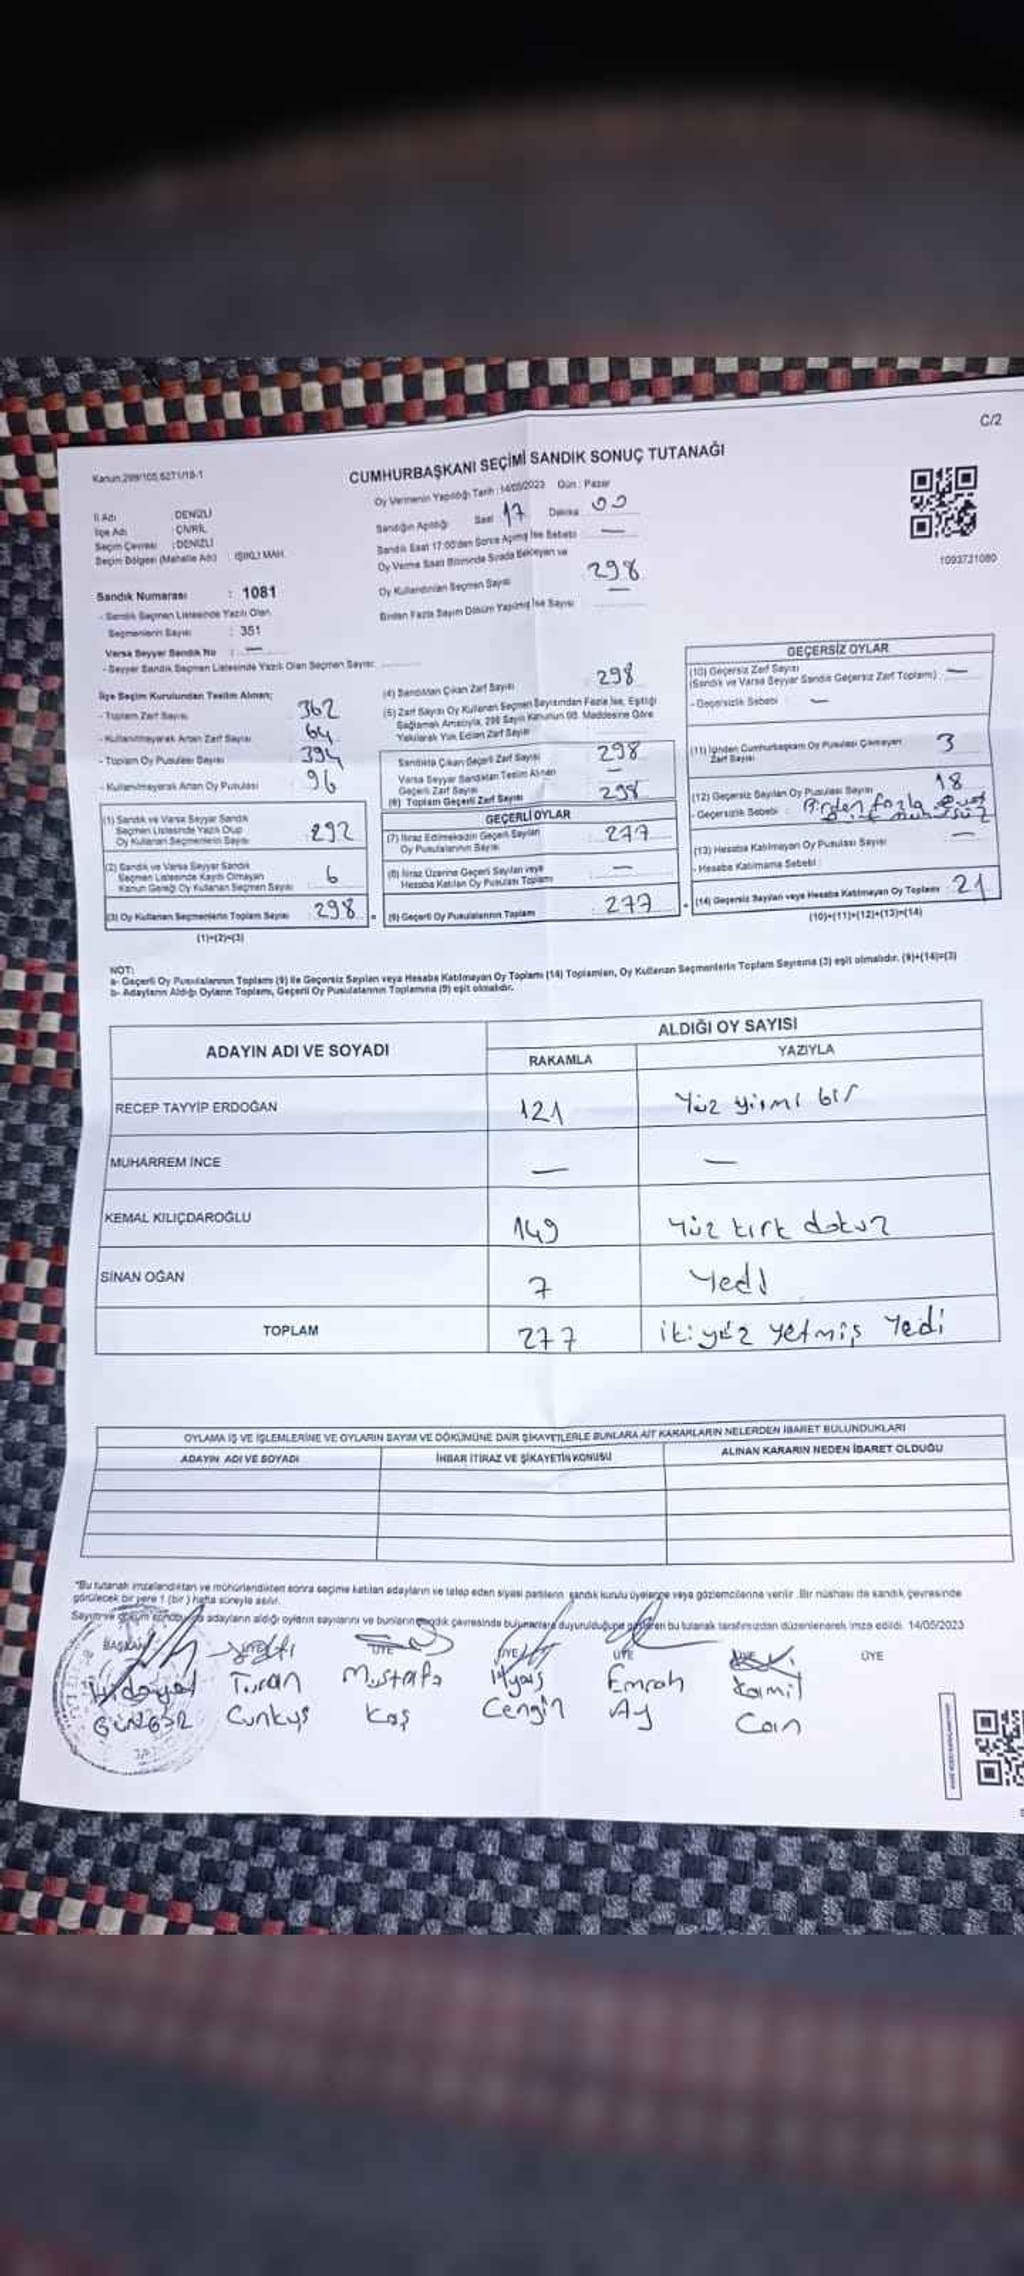 C/2
Kanun:298/105,6271/18-1
CUMHURBAŞKANI SEÇİMİ SANDIK SONUÇ TUTANAĞI
Oy Vermenin Yapıldığı Tarih : 14/05/2023 Gün : Pazar
İl Adı : DENİZLİ
İlçe Adı : ÇİVRİL
Seçim Çevresi : DENİZLİ
Seçim Bölgesi (Mahalle Adı) : IŞIKLI MAH.
Sandığın Açıldığı Saat 17 Dakika 00
Sandık Saat 17:00'den Sonra Açılmış İse Sebebi —
Oy Verme Saati Bitiminde Sırada Bekleyen ve
Oy Kullandırılan Seçmen Sayısı 298
Birden Fazla Sayım Döküm Yapılmış İse Sayısı —
1093731080
Sandık Numarası : 1081
- Sandık Seçmen Listesinde Yazılı Olan
Seçmenlerin Sayısı : 351
Varsa Seyyar Sandık No : —
- Seyyar Sandık Seçmen Listesinde Yazılı Olan Seçmen Sayısı:
İlçe Seçim Kurulundan Teslim Alınan;
- Toplam Zarf Sayısı 362
- Kullanılmayarak Artan Zarf Sayısı 64
- Toplam Oy Pusulası Sayısı 394
- Kullanılmayarak Artan Oy Pusulası 96
(1) Sandık ve Varsa Seyyar Sandık
Seçmen Listesinde Yazılı Olup
Oy Kullanan Seçmenlerin Sayısı : 292
(2) Sandık ve Varsa Seyyar Sandık
Seçmen Listesinde Kayıtlı Olmayan
Kanun Gereği Oy Kullanan Seçmen Sayısı 6
(3) Oy Kullanan Seçmenlerin Toplam Sayısı : 298
(1)+(2)=(3)
(4) Sandıktan Çıkan Zarf Sayısı 298
(5) Zarf Sayısı Oy Kullanan Seçmen Sayısından Fazla İse, Eşitliği
Sağlamak Amacıyla, 298 Sayılı Kanunun 98. Maddesine Göre
Yakılarak Yok Edilen Zarf Sayısı
Sandıkta Çıkan Geçerli Zarf Sayısı 298
Varsa Seyyar Sandıktan Teslim Alınan
Geçerli Zarf Sayısı —
(6) Toplam Geçerli Zarf Sayısı 298
GEÇERLİ OYLAR
(7) İtiraz Edilmeksizin Geçerli Sayılan
Oy Pusulalarının Sayısı : 277
(8) İtiraz Üzerine Geçerli Sayılan veya
Hesaba Katılan Oy Pusulası Toplamı : —
(9) Geçerli Oy Pusulalarının Toplamı : 277
GEÇERSİZ OYLAR
(10) Geçersiz Zarf Sayısı
(Sandık ve Varsa Seyyar Sandık Geçersiz Zarf Toplamı) : —
- Geçersizlik Sebebi : —
(11) İçinden Cumhurbaşkanı Oy Pusulası Çıkmayan
Zarf Sayısı 3
(12) Geçersiz Sayılan Oy Pusulası Sayısı 18
- Geçersizlik Sebebi : Birden fazla evet
(13) Hesaba Katılmayan Oy Pusulası Sayısı —
- Hesaba Katılmama Sebebi :
(14) Geçersiz Sayılan veya Hesaba Katılmayan Oy Toplamı : 21
(10)+(11)+(12)+(13)=(14)
NOT:
a- Geçerli Oy Pusulalarının Toplamı (9) ile Geçersiz Sayılan veya Hesaba Katılmayan Oy Toplamı (14) Toplamları, Oy Kullanan Seçmenlerin Toplam Sayısına (3) eşit olmalıdır. (9)+(14)=(3)
b- Adayların Aldığı Oyların Toplamı, Geçerli Oy Pusulalarının Toplamına (9) eşit olmalıdır.
ADAYIN ADI VE SOYADI
ALDIĞI OY SAYISI
RAKAMLA YAZIYLA
RECEP TAYYİP ERDOĞAN 121 Yüz yirmi bir
MUHARREM İNCE — —
KEMAL KILIÇDAROĞLU 149 Yüz kırk dokuz
SİNAN OĞAN 7 Yedi
TOPLAM 277 iki yüz yetmiş Yedi
OYLAMA İŞ VE İŞLEMLERİNE VE OYLARIN SAYIM VE DÖKÜMÜNE DAİR ŞİKAYETLERLE BUNLARA AİT KARARLARIN NELERDEN İBARET BULUNDUKLARI
ADAYIN ADI VE SOYADI İHBAR İTİRAZ VE ŞİKAYETİN KONUSU ALINAN KARARIN NEDEN İBARET OLDUĞU
"Bu tutanak imzalandıktan ve mühürlendikten sonra seçime katılan adayların ve talep eden siyasi partilerin sandık kurulu üyelerine veya gözlemcilerine verilir. Bir nüshası da sandık çevresinde
görülecek bir yere 1 (bir) hafta süreyle asılır.
Sayım ve döküm adayların aldığı oyların sayılarını ve bunların sandık çevresinde bulunanlara duyurulduğunu gösteren bu tutanak tarafımızdan düzenlenerek imza edildi. 14/05/2023
BAŞKAN ÜYE ÜYE ÜYE ÜYE ÜYE
Hidayet Turan Mustafa İlyas Emrah Kamil
GÜNGÖR Cunkuş Koş Cengin Ay Can